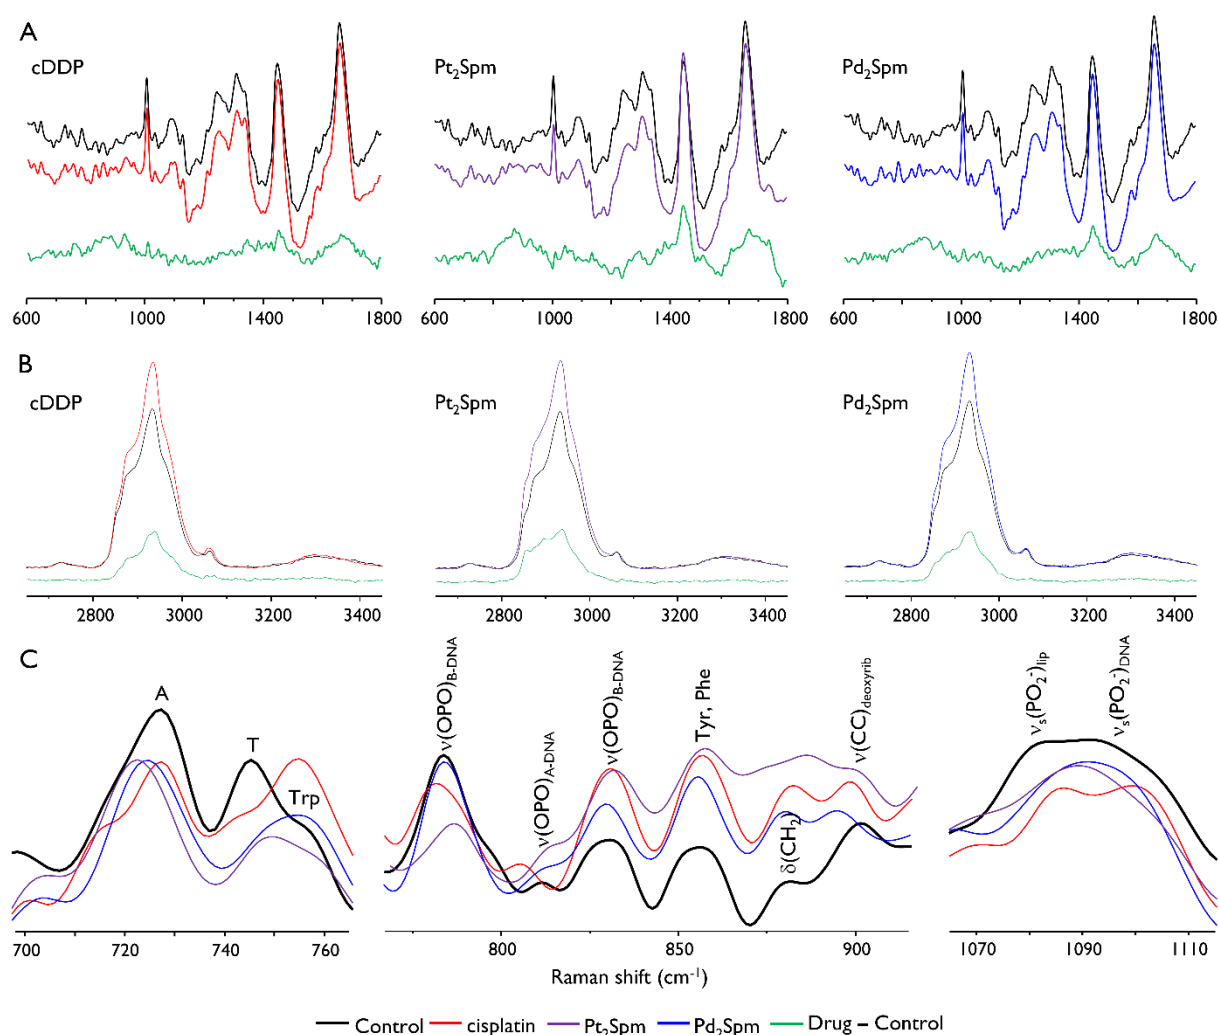 A
cDDP
Pt₂Spm
Pd₂Spm
600 1000 1400 1800
600 1000 1400 1800
600 1000 1400 1800
B
cDDP
Pt₂Spm
Pd₂Spm
2800 3000 3200 3400
2800 3000 3200 3400
2800 3000 3200 3400
C
A
T
Trp
ν(OPO)B-DNA
ν(OPO)A-DNA
ν(OPO)B-DNA
Tyr, Phe
δ(CH₂)
ν(CC)deoxyrib
νs(PO₂⁻)lip
νs(PO₂⁻)DNA
700 720 740 760
800 850 900
1070 1090 1110
Raman shift (cm⁻¹)
Control cisplatin Pt₂Spm Pd₂Spm Drug – Control